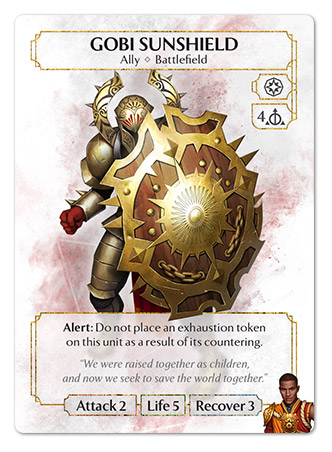 GOBI SUNSHIELD
Ally ⟐ Battlefield
4
Alert: Do not place an exhaustion token
on this unit as a result of its countering.
"We were raised together as children,
and now we seek to save the world together."
Attack 2 Life 5 Recover 3